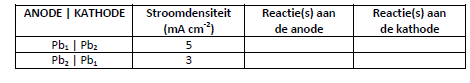 ANODE | KATHODE Stroomdensiteit (mA cm⁻²) Reactie(s) aan de anode Reactie(s) aan de kathode
Pb₁ | Pb₂ 5
Pb₂ | Pb₁ 3